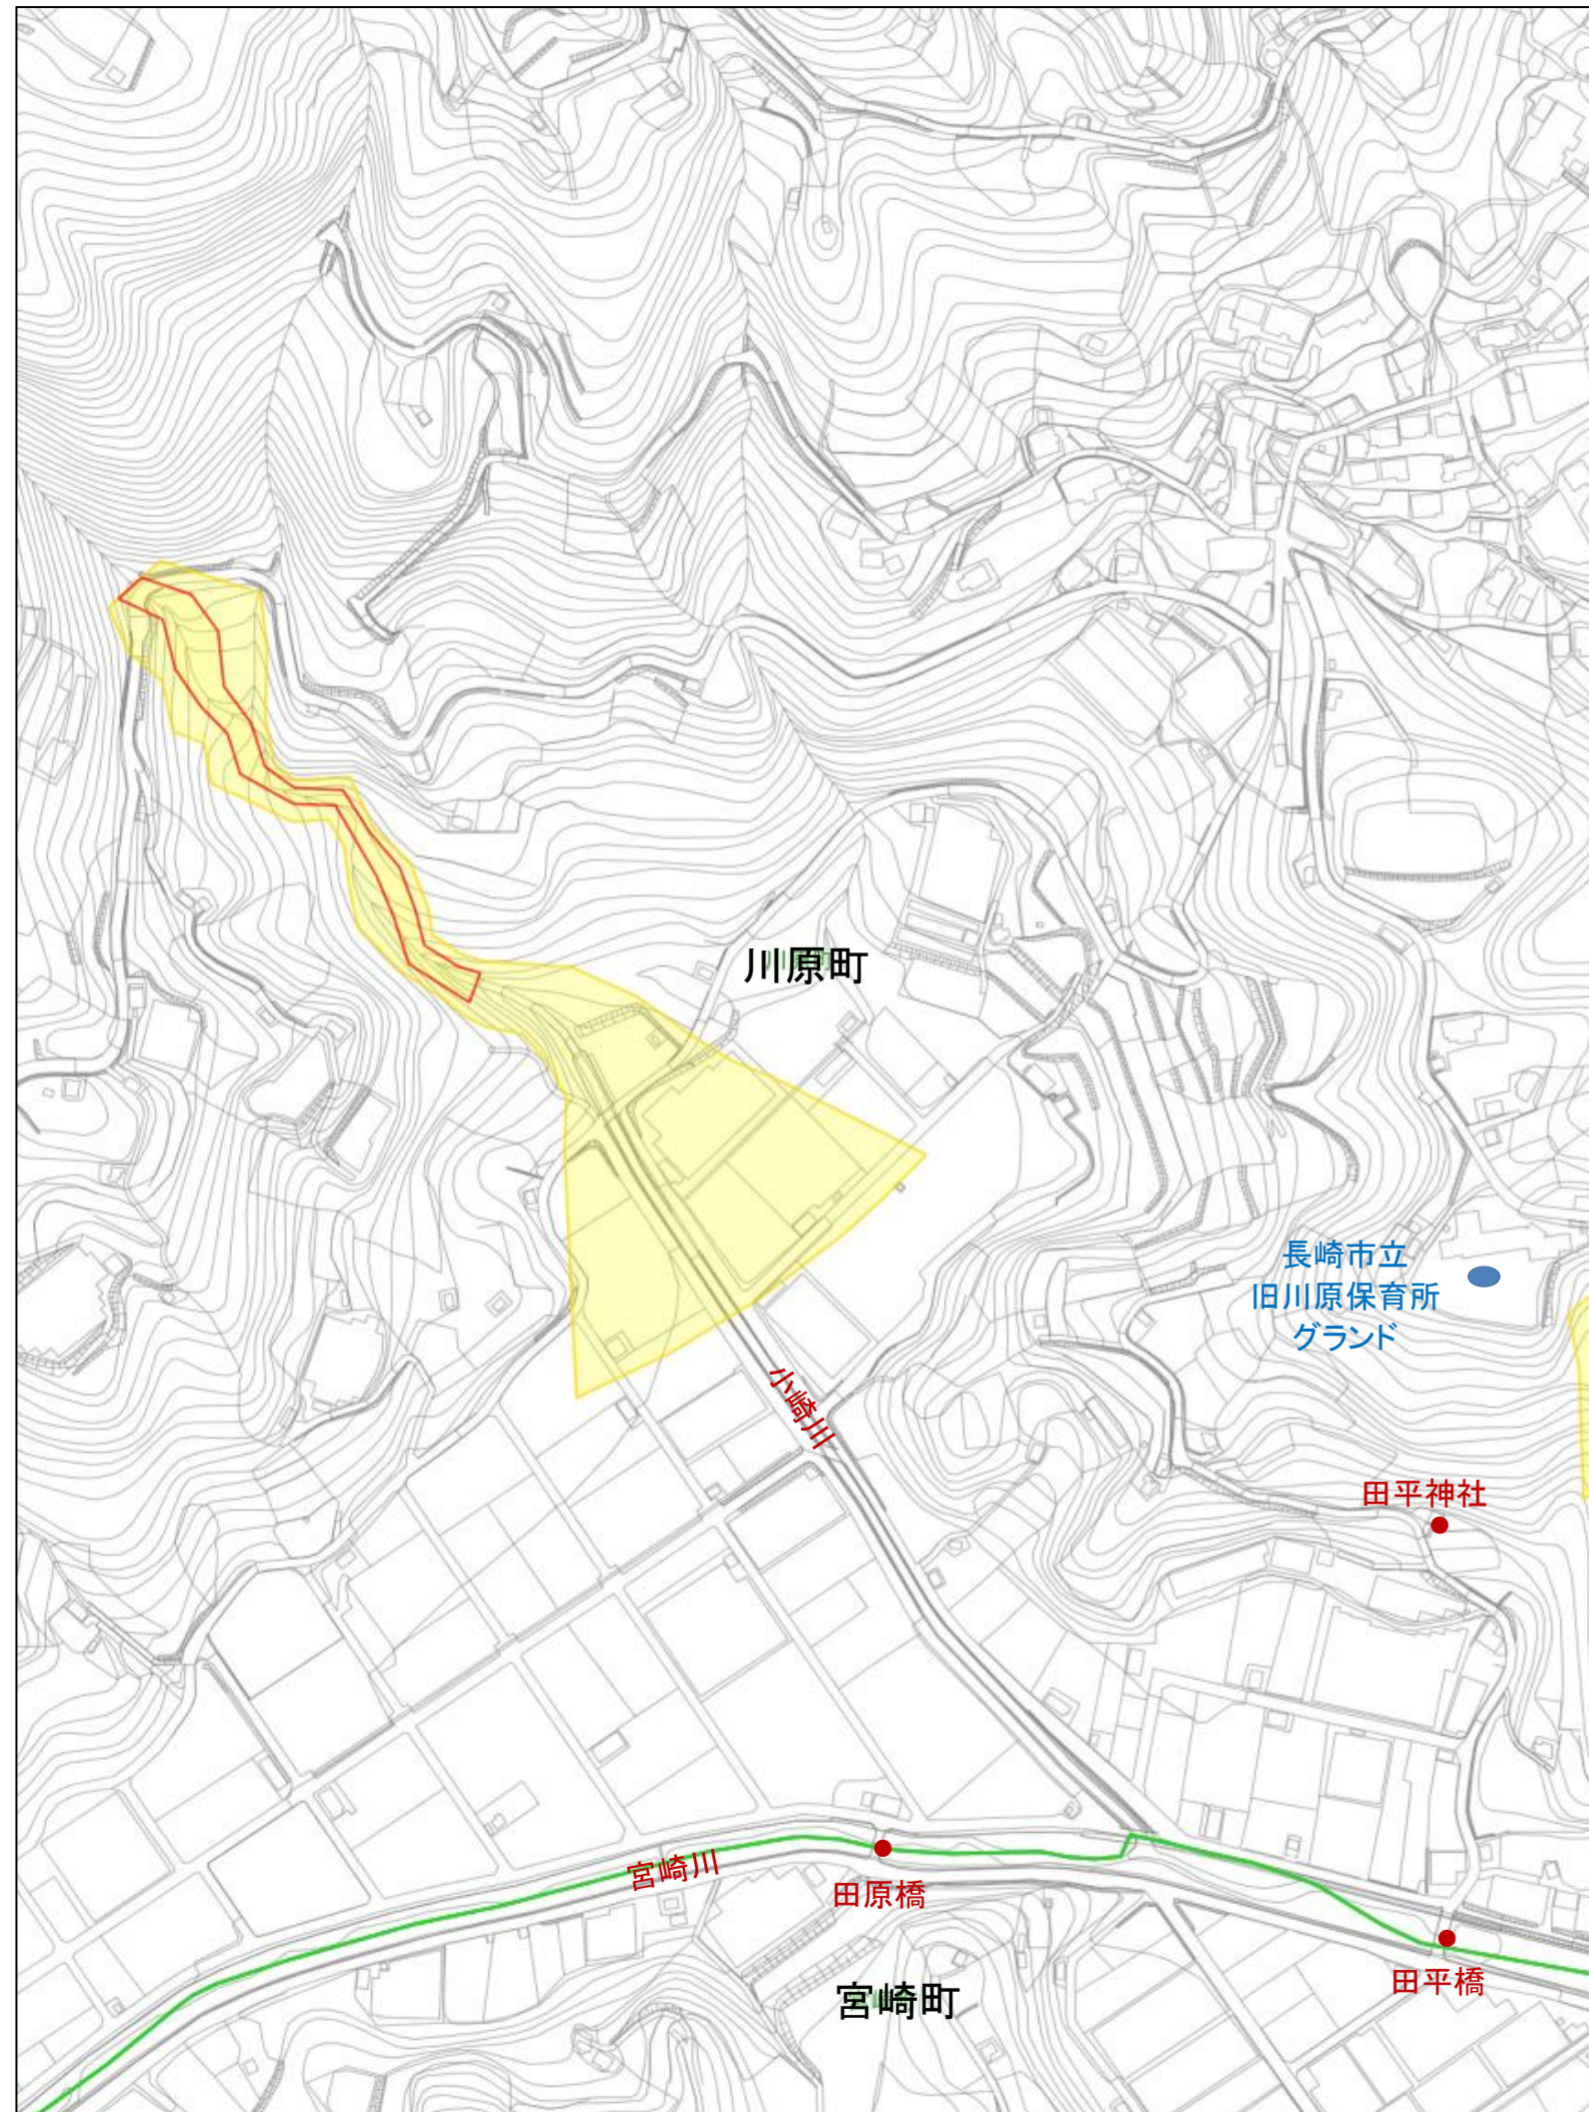 川原町
長崎市立
旧川原保育所
グランド
小崎川
田平神社
宮崎川
田原橋
田平橋
宮崎町